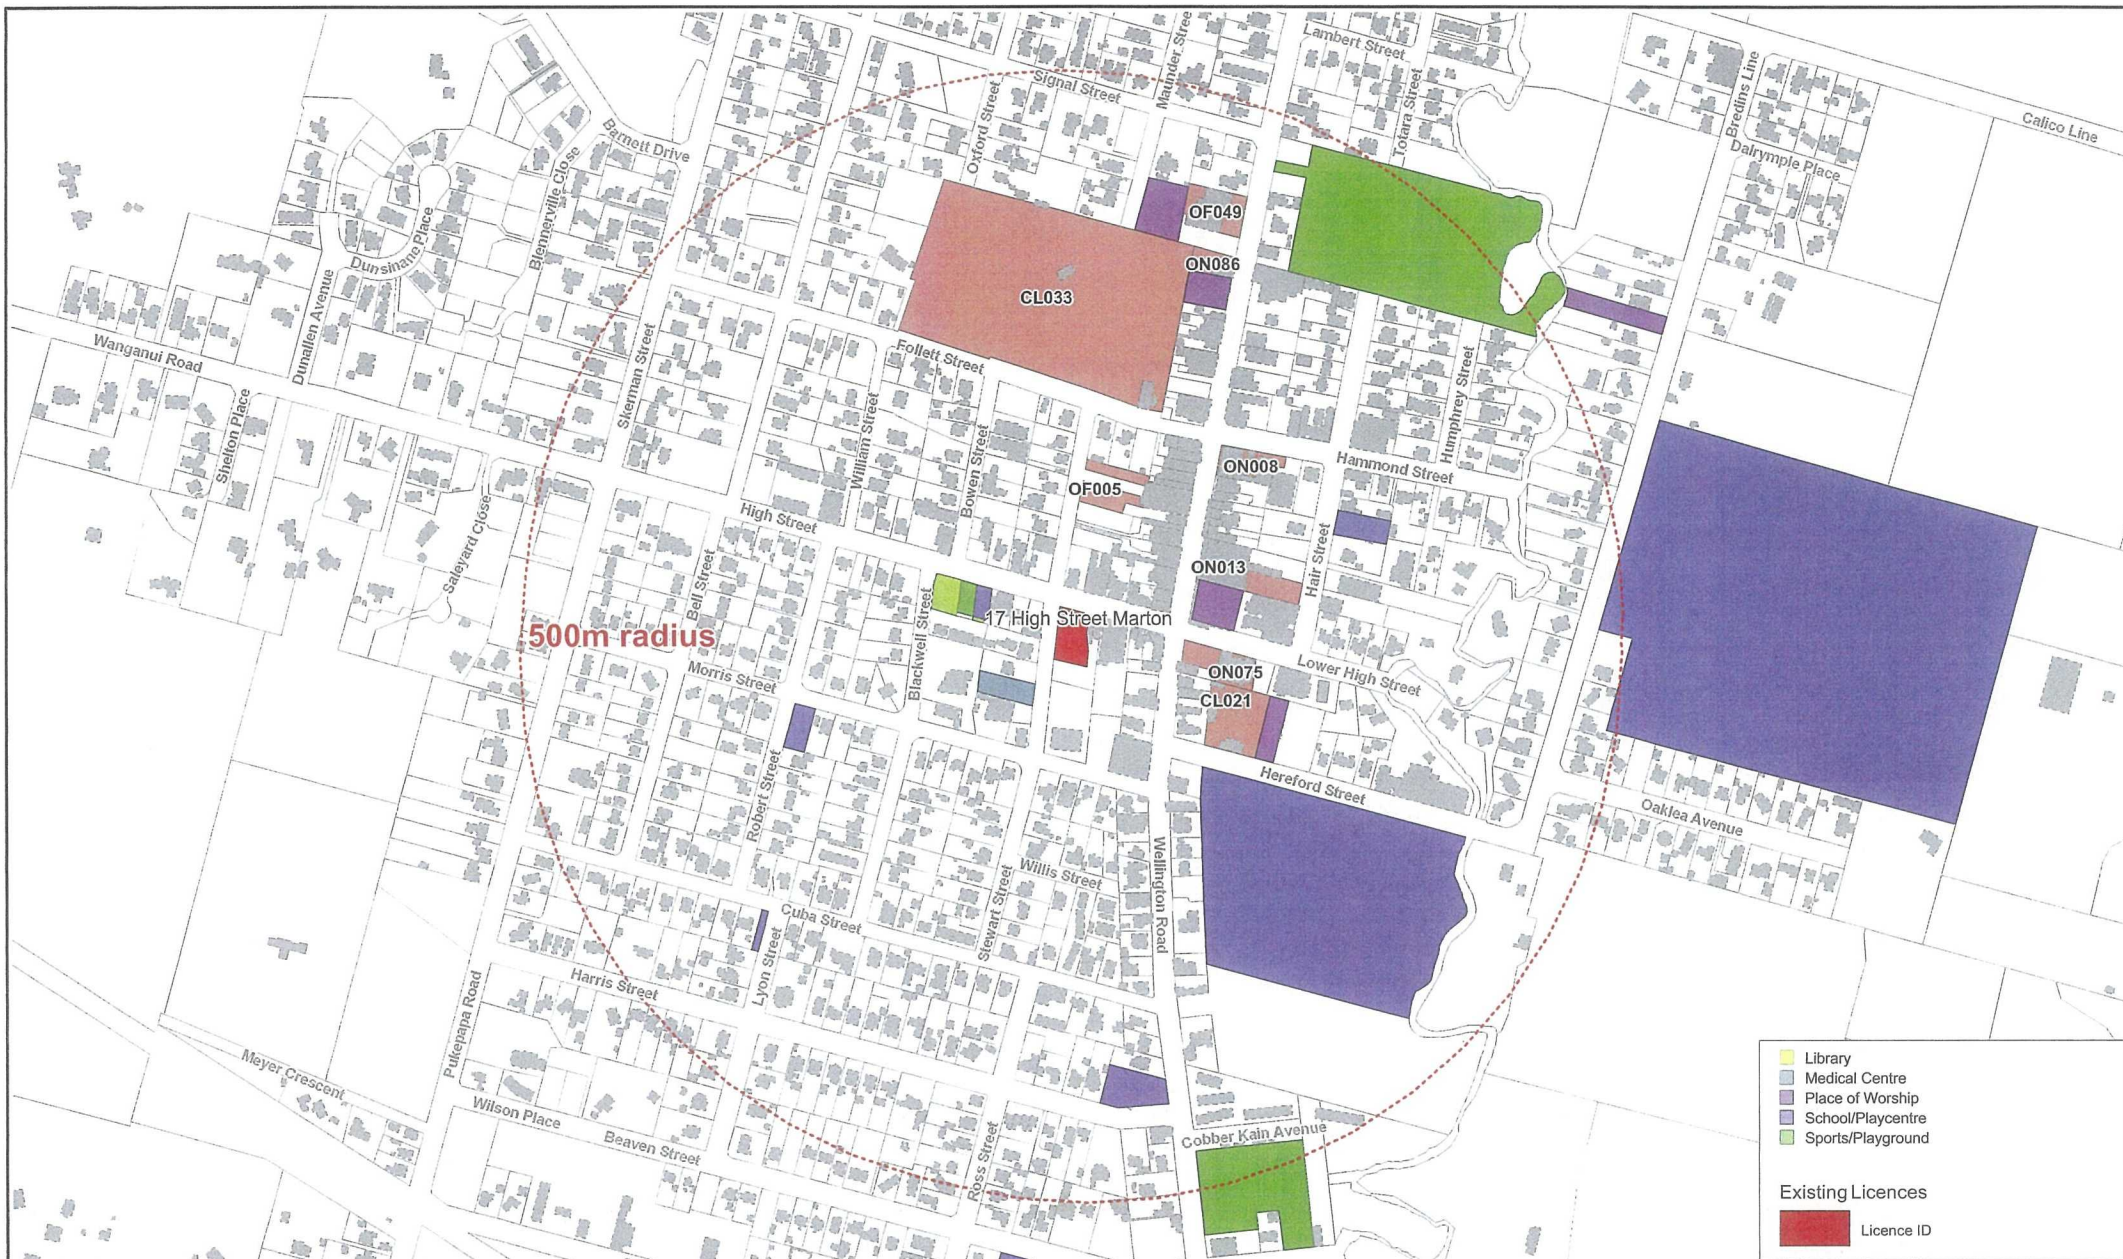 Lambert Street
Maunder Street
Signal Street
Oxford Street
Totara Street
Bredins Line
Calico Line
Dalrymple Place
Barnett Drive
Blennerville Close
Dunsinane Place
Dunallen Avenue
Wanganui Road
Shelton Place
Skerman Street
OF049
ON086
CL033
Follett Street
William Street
Bowen Street
Humphrey Street
Hammond Street
ON008
OF005
High Street
Saleyard Close
Bell Street
Hair Street
ON013
Blackwell Street
17 High Street Marton
500m radius
Morris Street
Lower High Street
ON075
CL021
Hereford Street
Robert Street
Oaklea Avenue
Willis Street
Wellington Road
Stewart Street
Cuba Street
Lyon Street
Harris Street
Pukepapa Road
Meyer Crescent
Wilson Place
Beaven Street
Ross Street
Cobber Kain Avenue
Library
Medical Centre
Place of Worship
School/Playcentre
Sports/Playground
Existing Licences
Licence ID